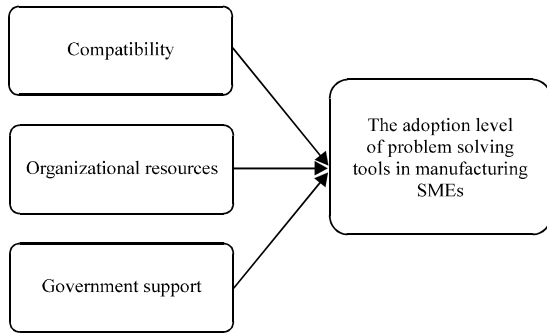 Compatibility
Organizational resources
Government support
The adoption level
of problem solving
tools in manufacturing
SMEs